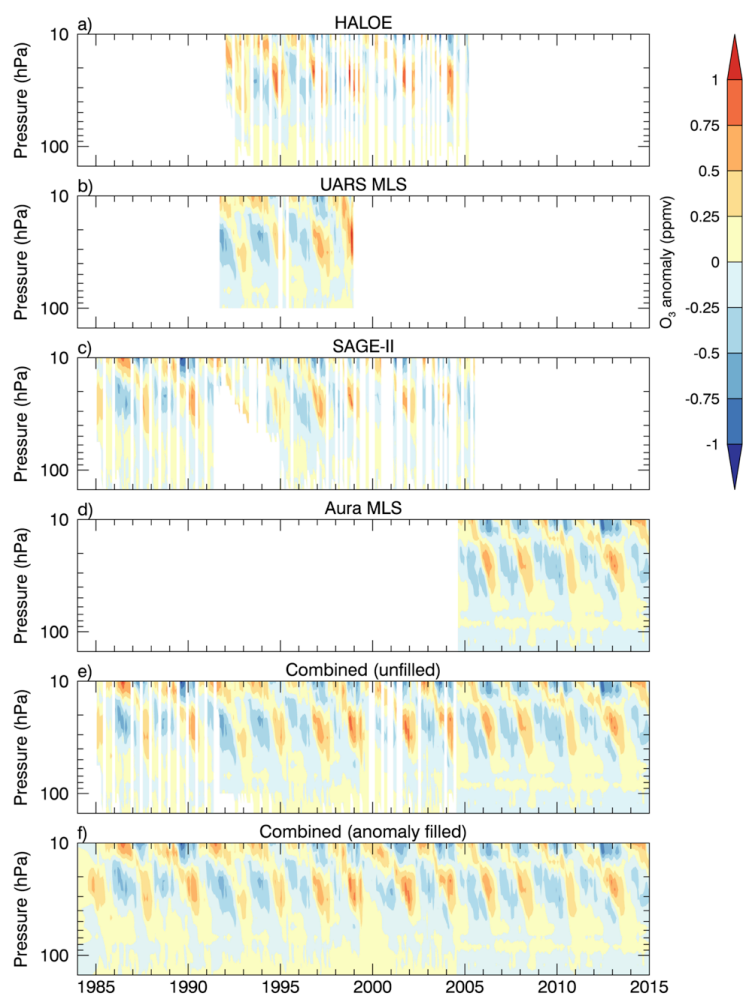 a) HALOE
10
100
Pressure (hPa)
b) UARS MLS
10
100
Pressure (hPa)
c) SAGE-II
10
100
Pressure (hPa)
d) Aura MLS
10
100
Pressure (hPa)
e) Combined (unfilled)
10
100
Pressure (hPa)
f) Combined (anomaly filled)
10
100
Pressure (hPa)
1985 1990 1995 2000 2005 2010 2015
1
0.75
0.5
0.25
0
-0.25
-0.5
-0.75
-1
O₃ anomaly (ppmv)